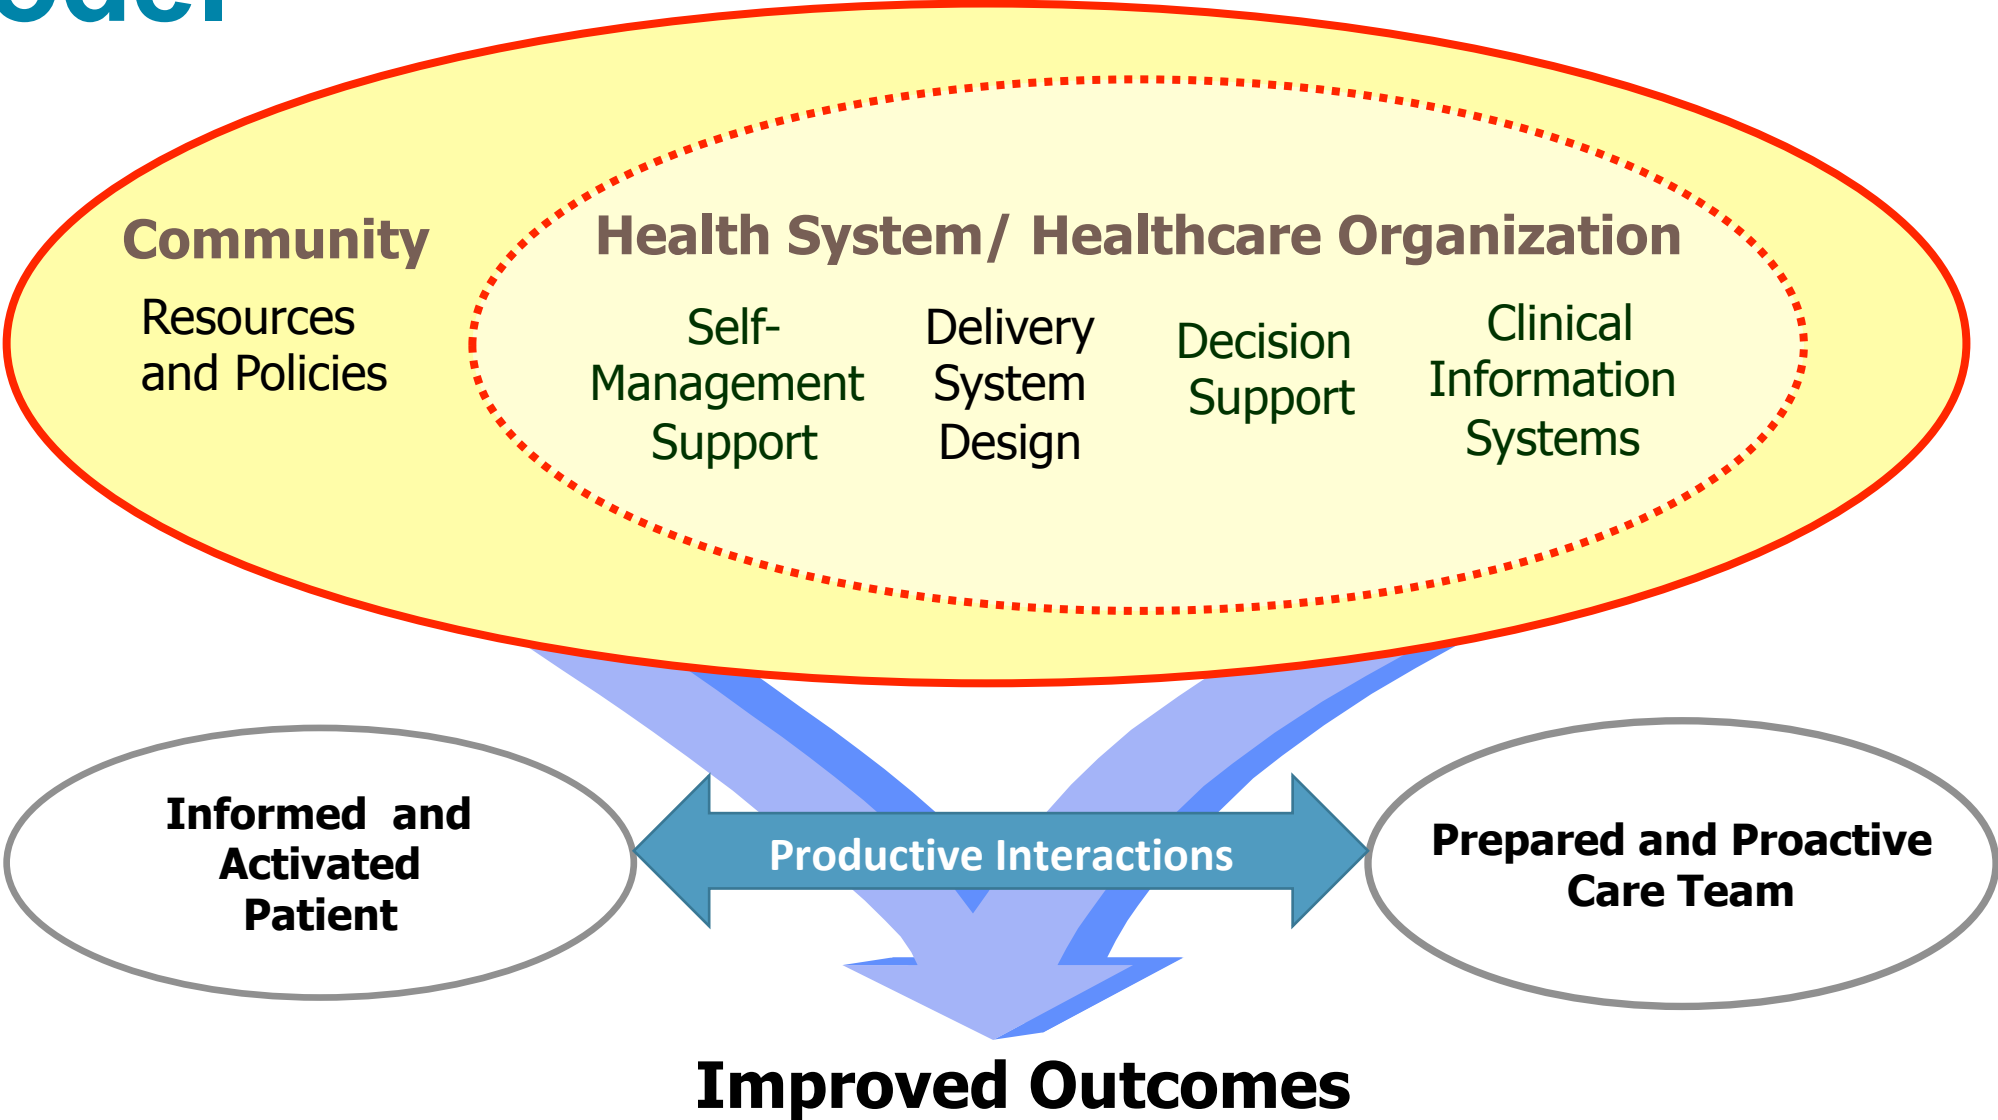 Community
Resources
and Policies
Health System/ Healthcare Organization
Self-
Management
Support
Delivery
System
Design
Decision
Support
Clinical
Information
Systems
Informed and
Activated
Patient
Productive Interactions
Prepared and Proactive
Care Team
Improved Outcomes